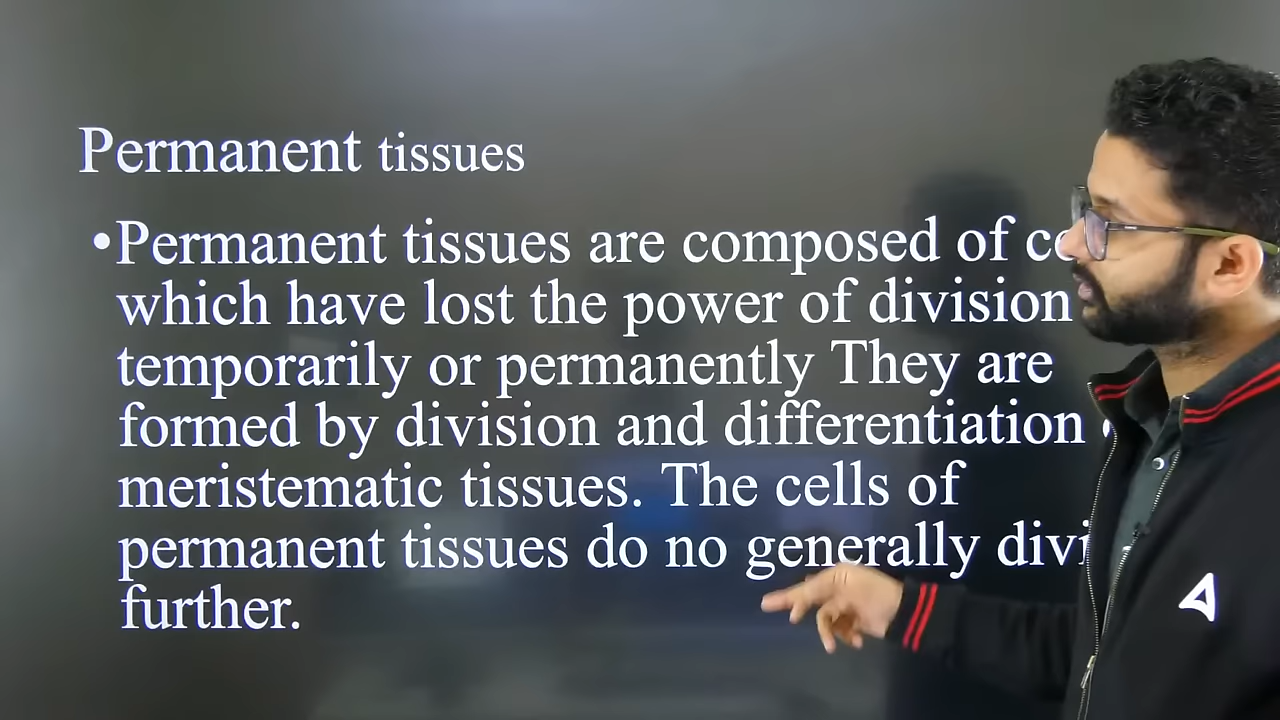 Permanent tissues
•Permanent tissues are composed of
which have lost the power of division
temporarily or permanently They are
formed by division and differentiation
meristematic tissues. The cells of
permanent tissues do no generally
further.